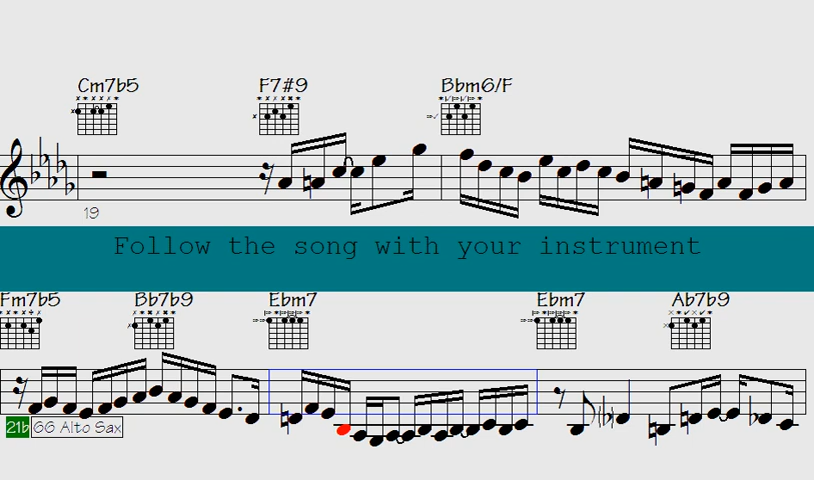 Cm7b5 F7#9 Bbm6/F
19
Follow the song with your instrument
Fm7b5 Bb7b9 Ebm7 Ebm7 Ab7b9
21b 66 Alto Sax